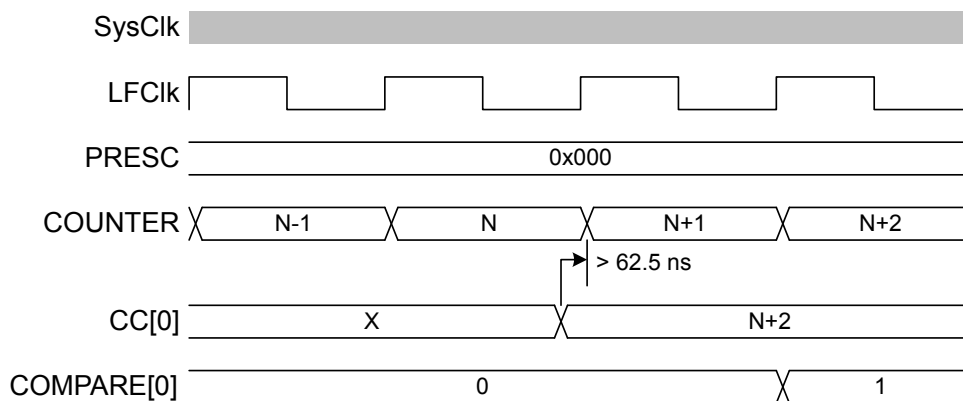 SysClk
LFClk
PRESC 0x000
COUNTER N-1 N N+1 N+2
> 62.5 ns
CC[0] X N+2
COMPARE[0] 0 1